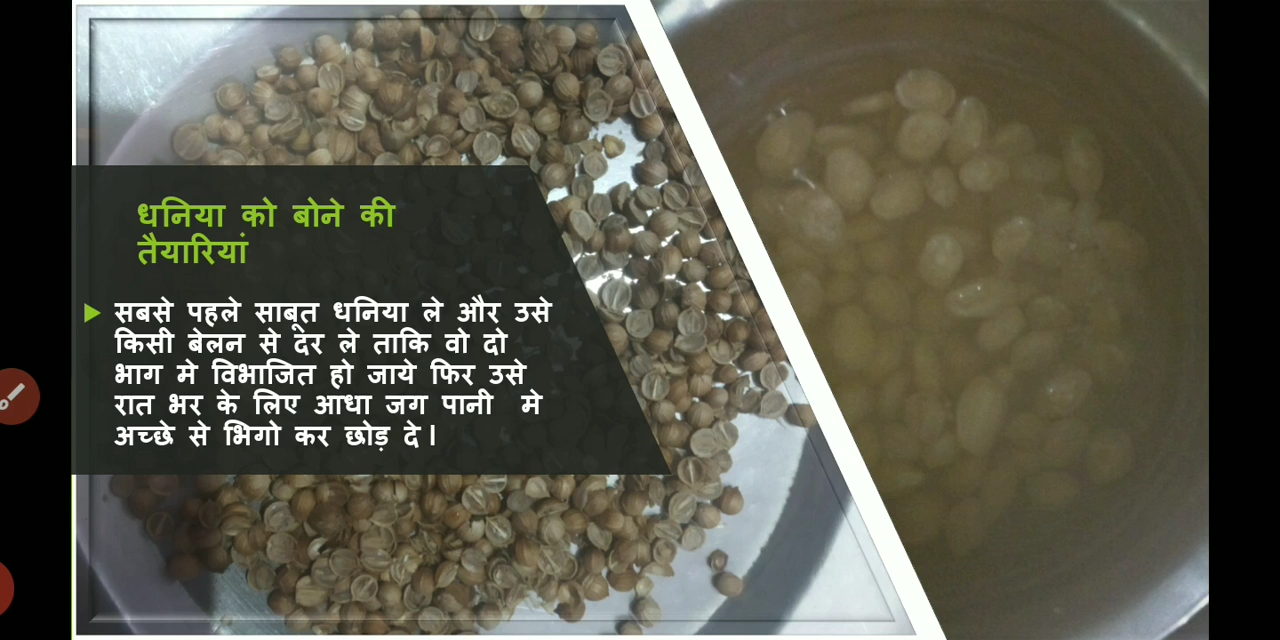 धनिया को बोने की
तैयारियां
सबसे पहले साबूत धनिया ले और उसे
किसी बेलन से दर ले ताकि वो दो
भाग मे विभाजित हो जाये फिर उसे
रात भर के लिए आधा जग पानी मे
अच्छे से भिगो कर छोड़ दे।